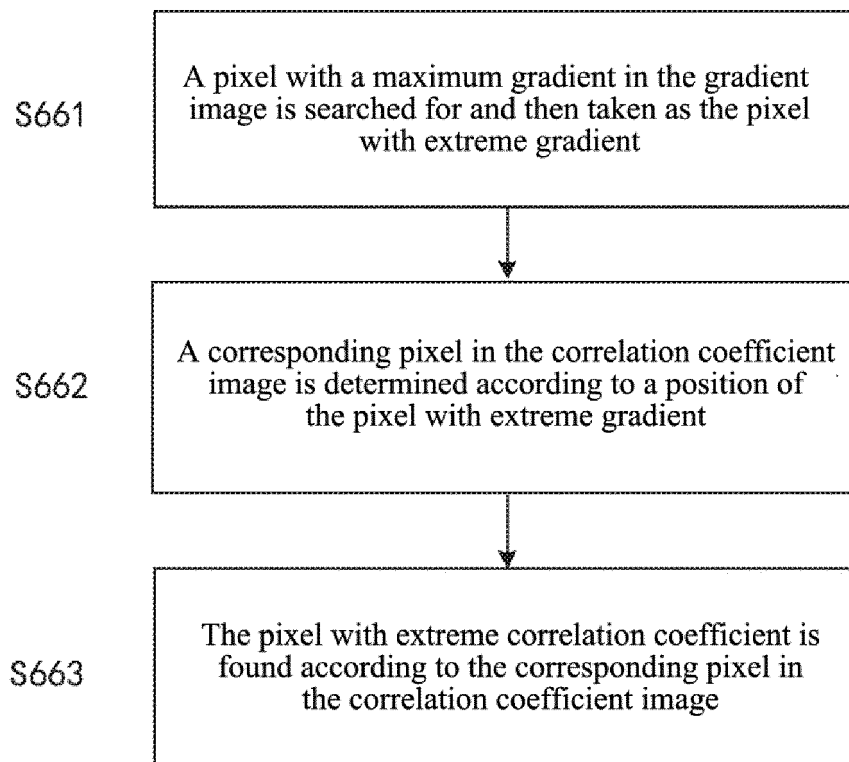 S661
A pixel with a maximum gradient in the gradient
image is searched for and then taken as the pixel
with extreme gradient
S662
A corresponding pixel in the correlation coefficient
image is determined according to a position of
the pixel with extreme gradient
S663
The pixel with extreme correlation coefficient is
found according to the corresponding pixel in
the correlation coefficient image